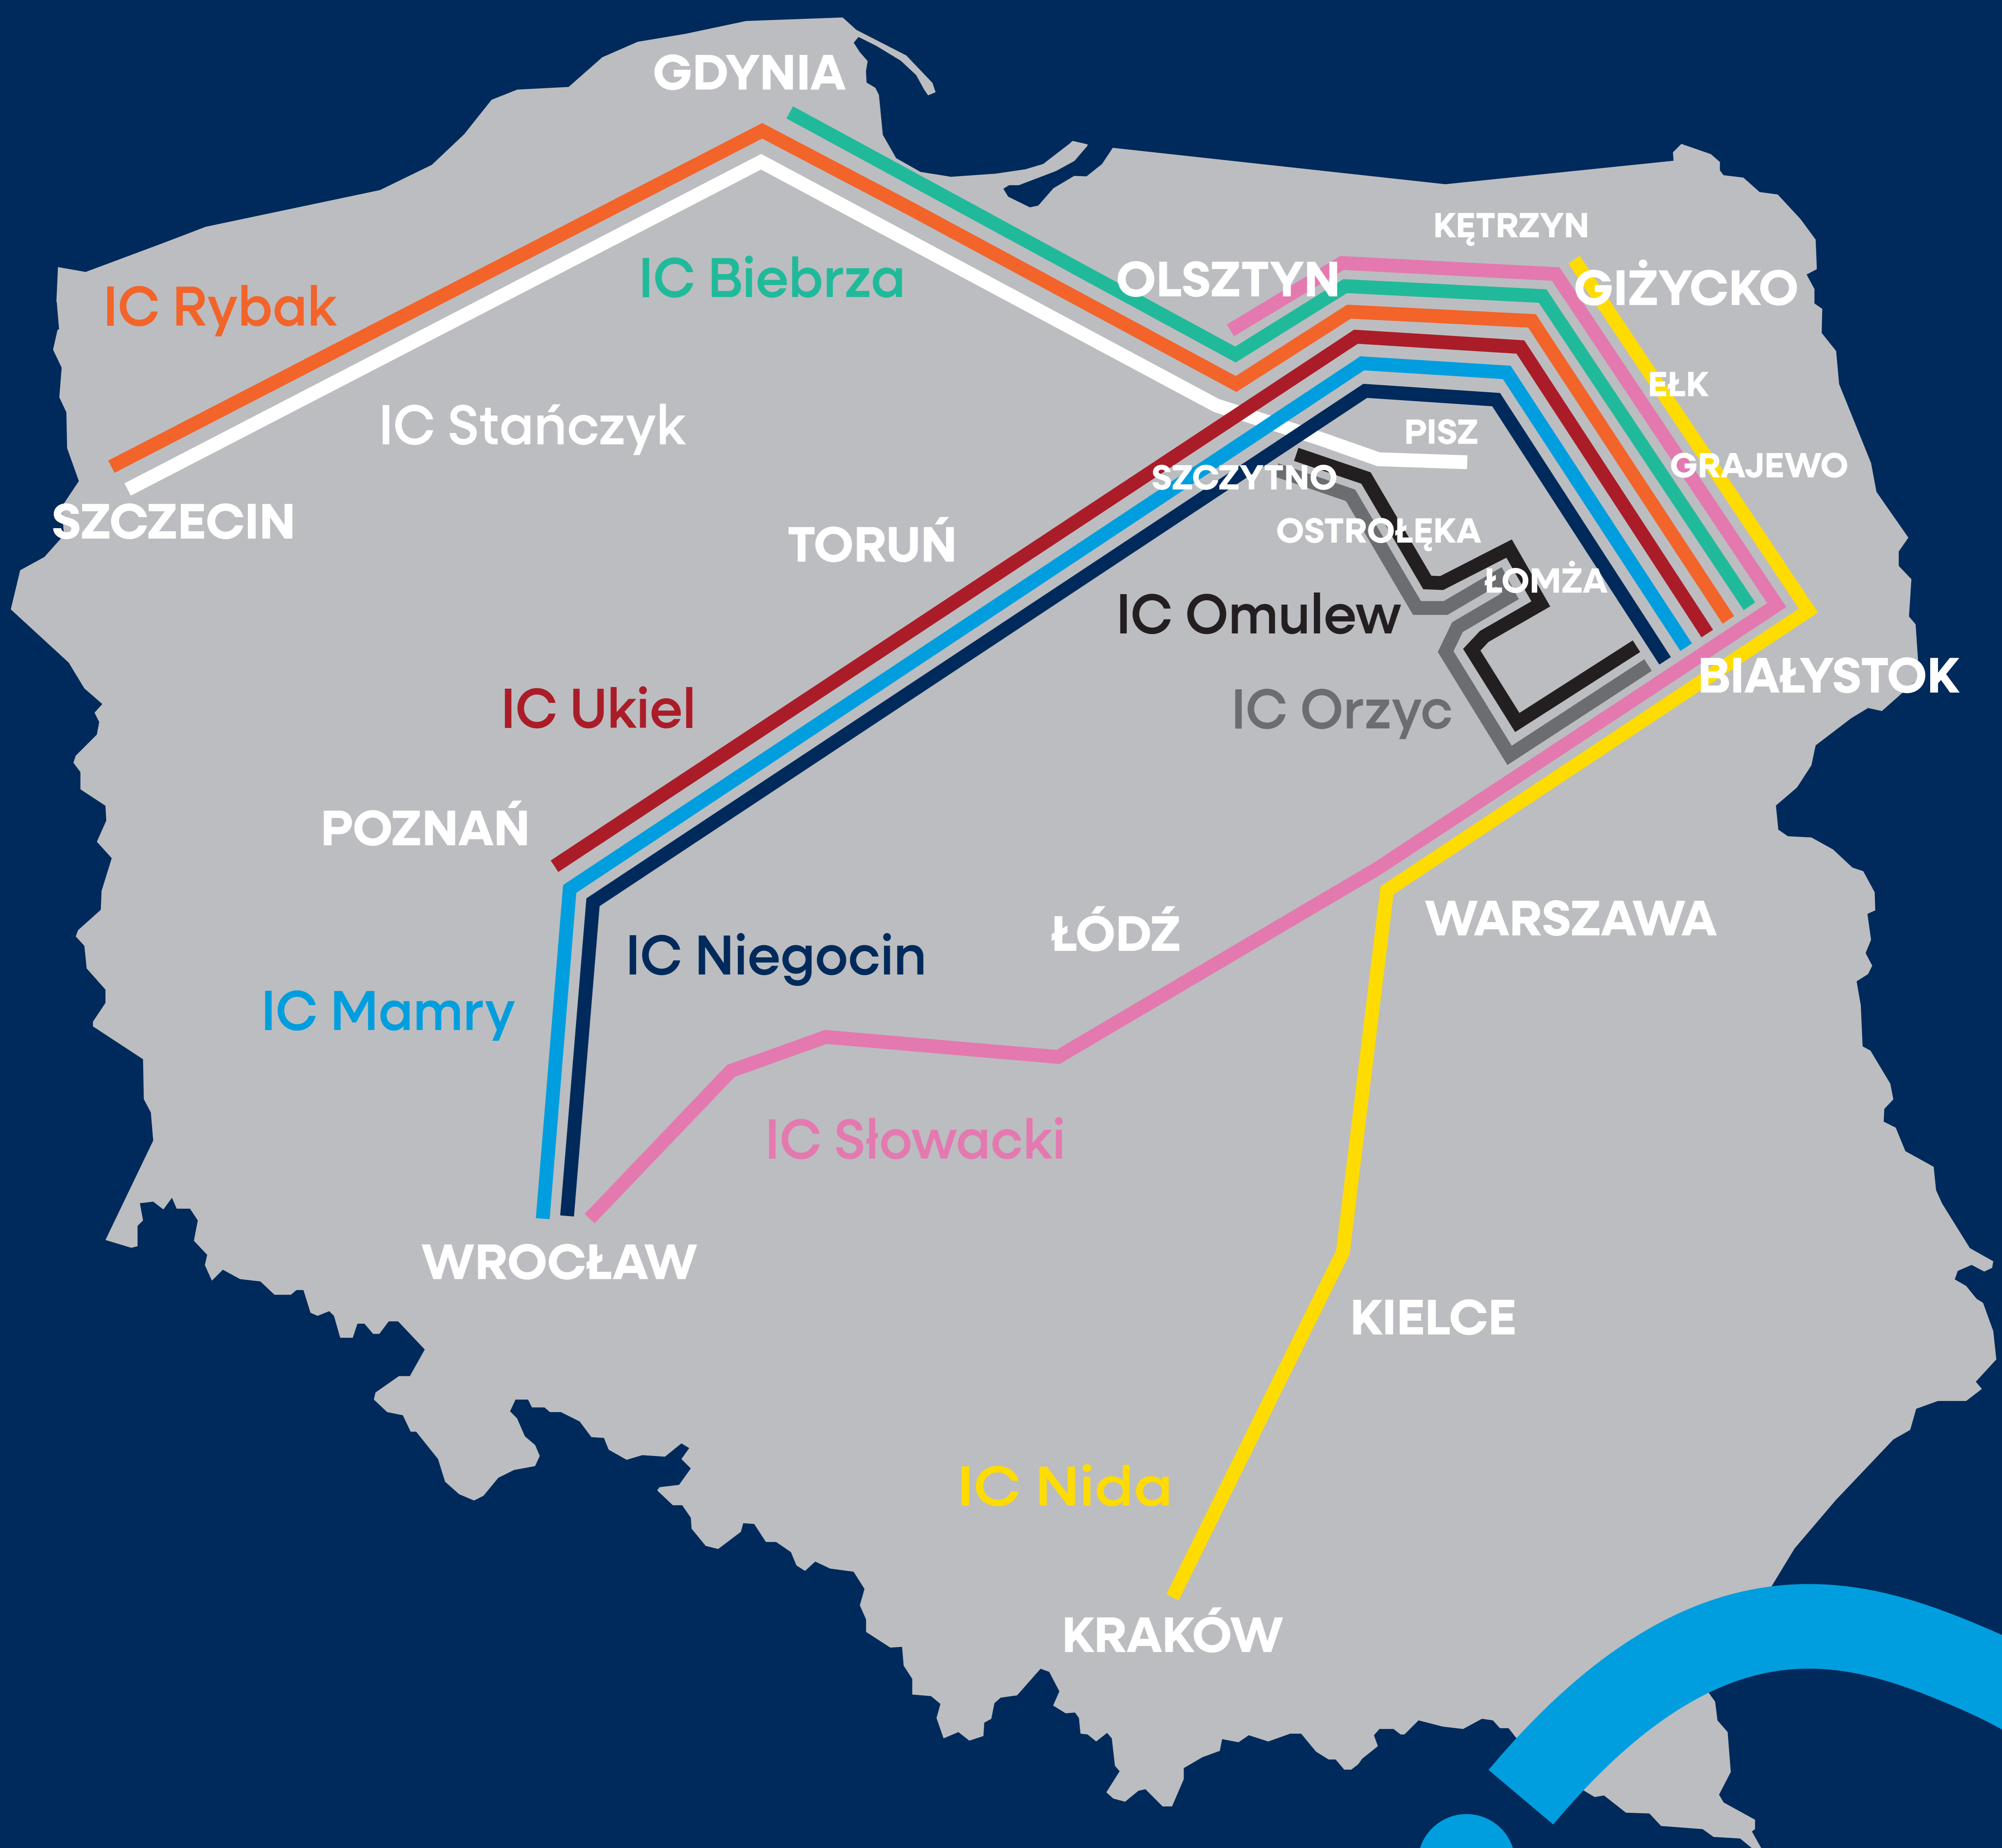 GDYNIA
KĘTRZYN
IC Rybak
IC Biebrza
OLSZTYN
GIŻYCKO
EŁK
IC Stańczyk
PISZ
GRAJEWO
SZCZYTNO
SZCZECIN
TORUŃ
OSTROŁĘKA
ŁOMŻA
IC Omulew
BIAŁYSTOK
IC Ukiel
IC Orzyc
POZNAŃ
ŁÓDŹ
WARSZAWA
IC Niegocin
IC Mamry
IC Słowacki
WROCŁAW
KIELCE
IC Nida
KRAKÓW